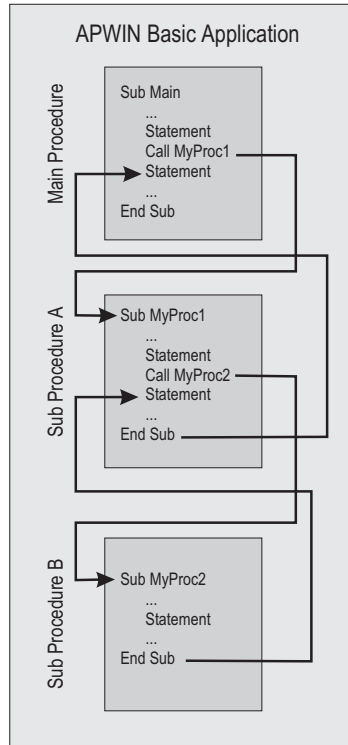 APWIN Basic Application
Main Procedure
Sub Main
...
Statement
Call MyProc1
Statement
...
End Sub
Sub Procedure A
Sub MyProc1
...
Statement
Call MyProc2
Statement
...
End Sub
Sub Procedure B
Sub MyProc2
...
Statement
...
End Sub